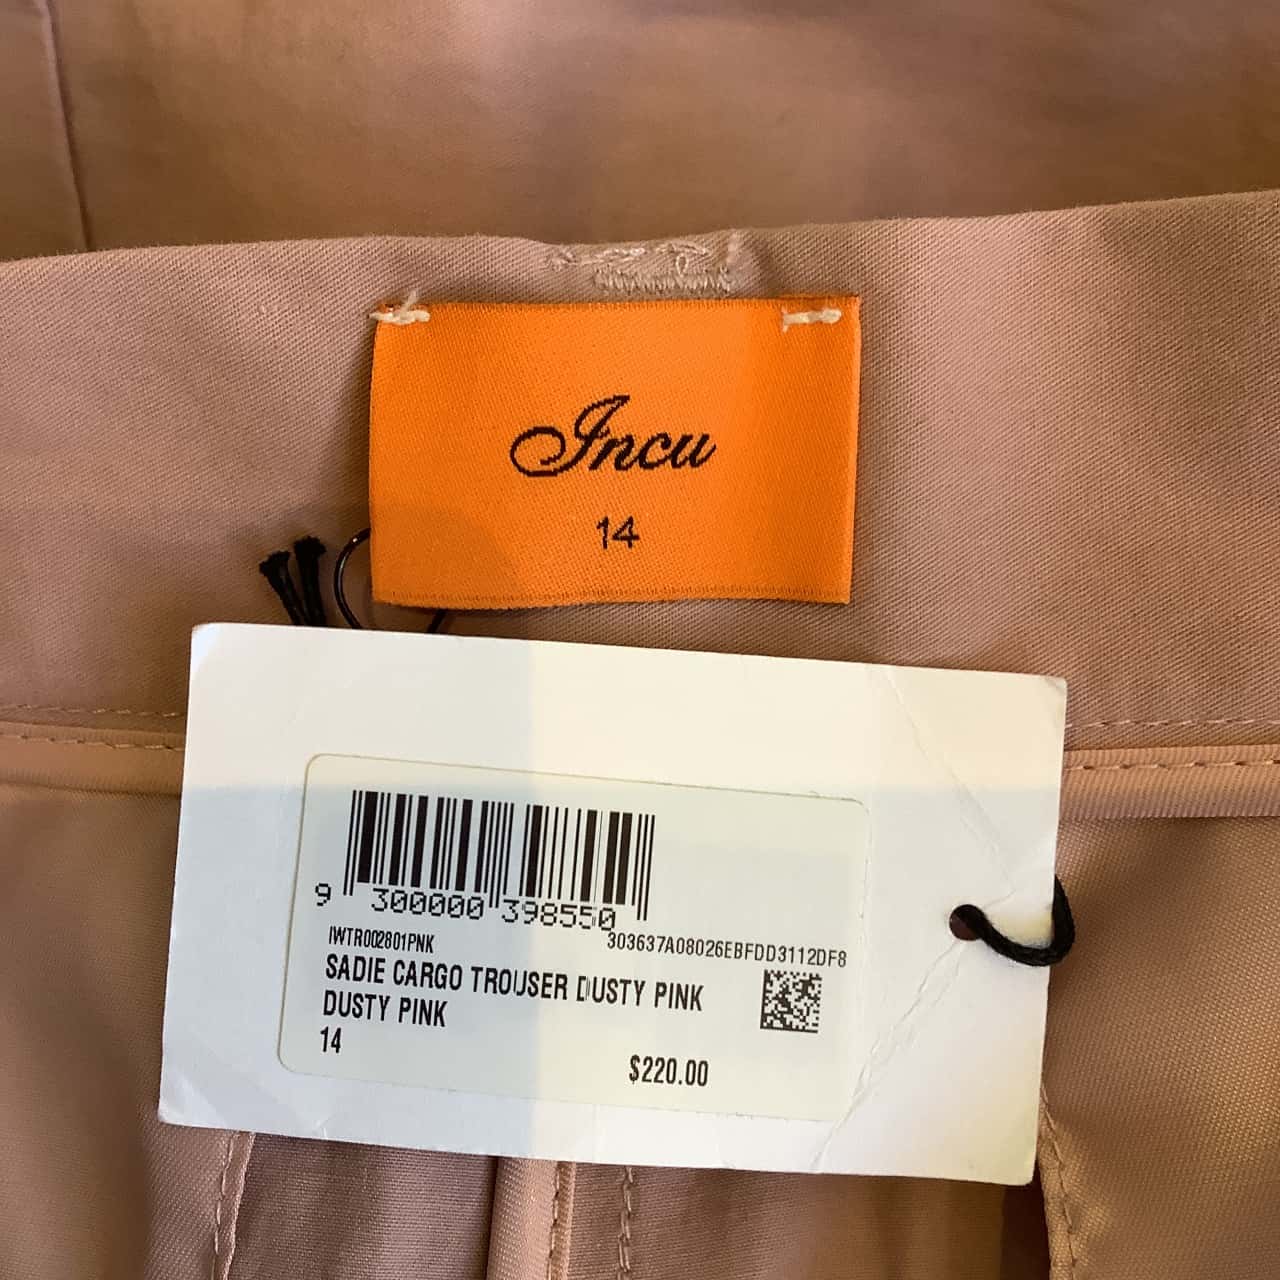 Incu
14
9 300000 398550
IWTR002801PNK
303637A08026EBFDD3112DF8
SADIE CARGO TROUSER DUSTY PINK
DUSTY PINK
14
$220.00